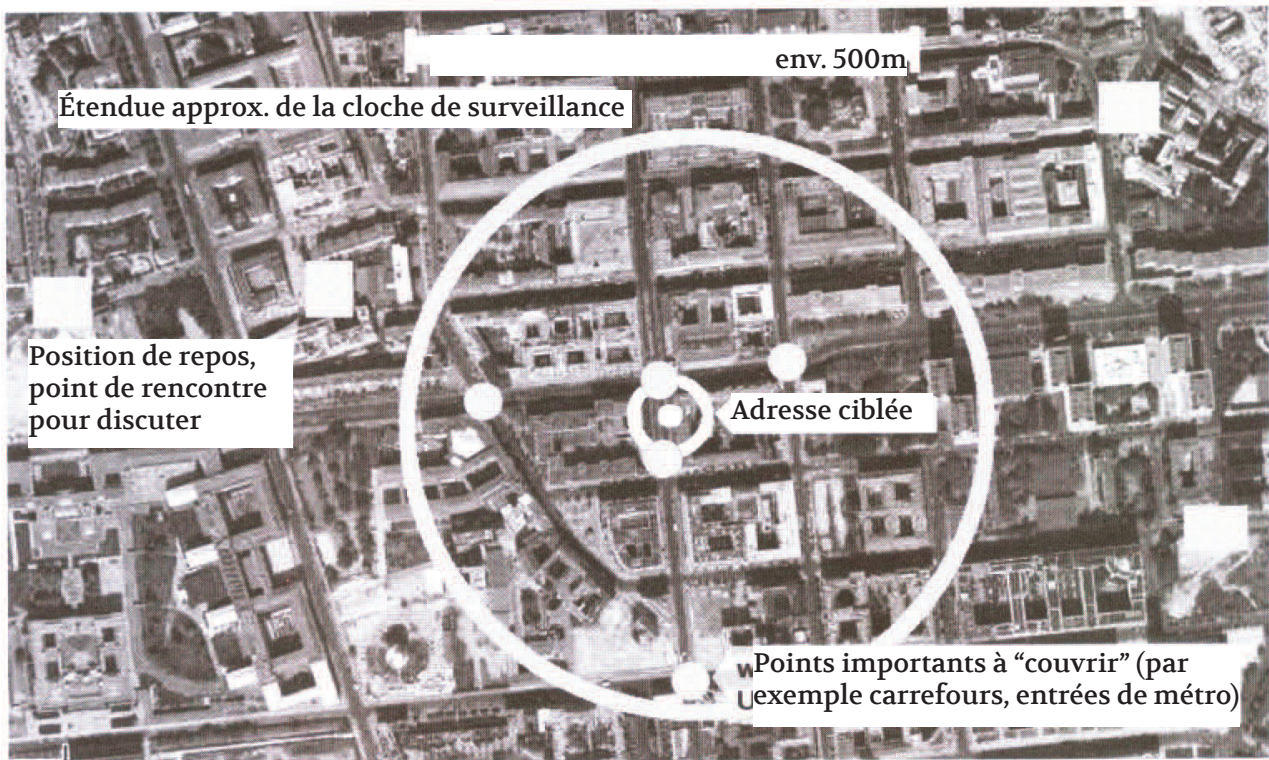 env. 500m
Étendue approx. de la cloche de surveillance
Position de repos,
point de rencontre
pour discuter
Adresse ciblée
Points importants à “couvrir” (par
exemple carrefours, entrées de métro)